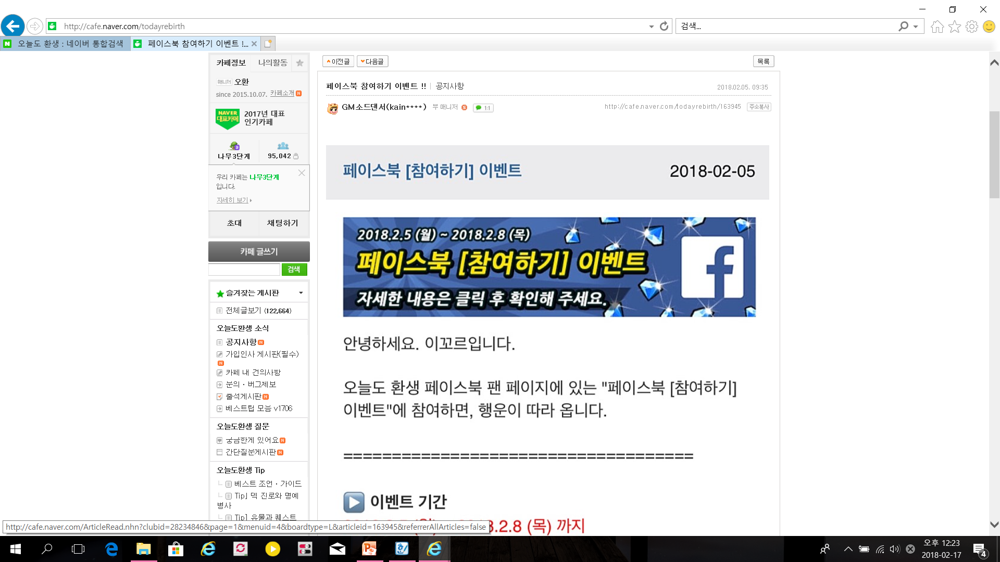 http://cafe.naver.com/todayrebirth
검색...
오늘도 환생 : 네이버 통합검색
페이스북 참여하기 이벤트 !...
카페정보
나의활동
매니저 오환
since 2015.10.07. 카페소개 N
NAVER 대표카페
2017년 대표
인기카페
나무3단계
95,042
우리 카페는 나무3단계
입니다.
자세히 보기
초대
채팅하기
카페 글쓰기
검색
즐겨찾는 게시판
전체글보기 (122,664)
오늘도환생 소식
공지사항 N
가입인사 게시판(필수)
N
카페 내 건의사항
문의 · 버그제보
출석게시판 N
베스트팁 모음 v1706
오늘도환생 질문
궁금한게 있어요 N
간단질문게시판 N
오늘도환생 Tip
베스트 조언 · 가이드
Tip] 덱 진로와 명예
병사
Tip] 유물과 퀘스트
이전글
다음글
목록
페이스북 참여하기 이벤트 !! | 공지사항
2018.02.05. 09:35
GM소드댄서(kain****) 부 매니저 S 1:1
http://cafe.naver.com/todayrebirth/163945 주소복사
페이스북 [참여하기] 이벤트
2018-02-05
2018.2.5 (월) ~ 2018.2.8 (목)
페이스북 [참여하기] 이벤트
자세한 내용은 클릭 후 확인해 주세요.
안녕하세요. 이꼬르입니다.
오늘도 환생 페이스북 팬 페이지에 있는 "페이스북 [참여하기]
이벤트"에 참여하면, 행운이 따라 옵니다.
====================================
이벤트 기간
.2.8 (목) 까지
http://cafe.naver.com/ArticleRead.nhn?clubid=28234846&page=1&menuid=4&boardtype=L&articleid=163945&referrerAllArticles=false
오후 12:23
2018-02-17
4